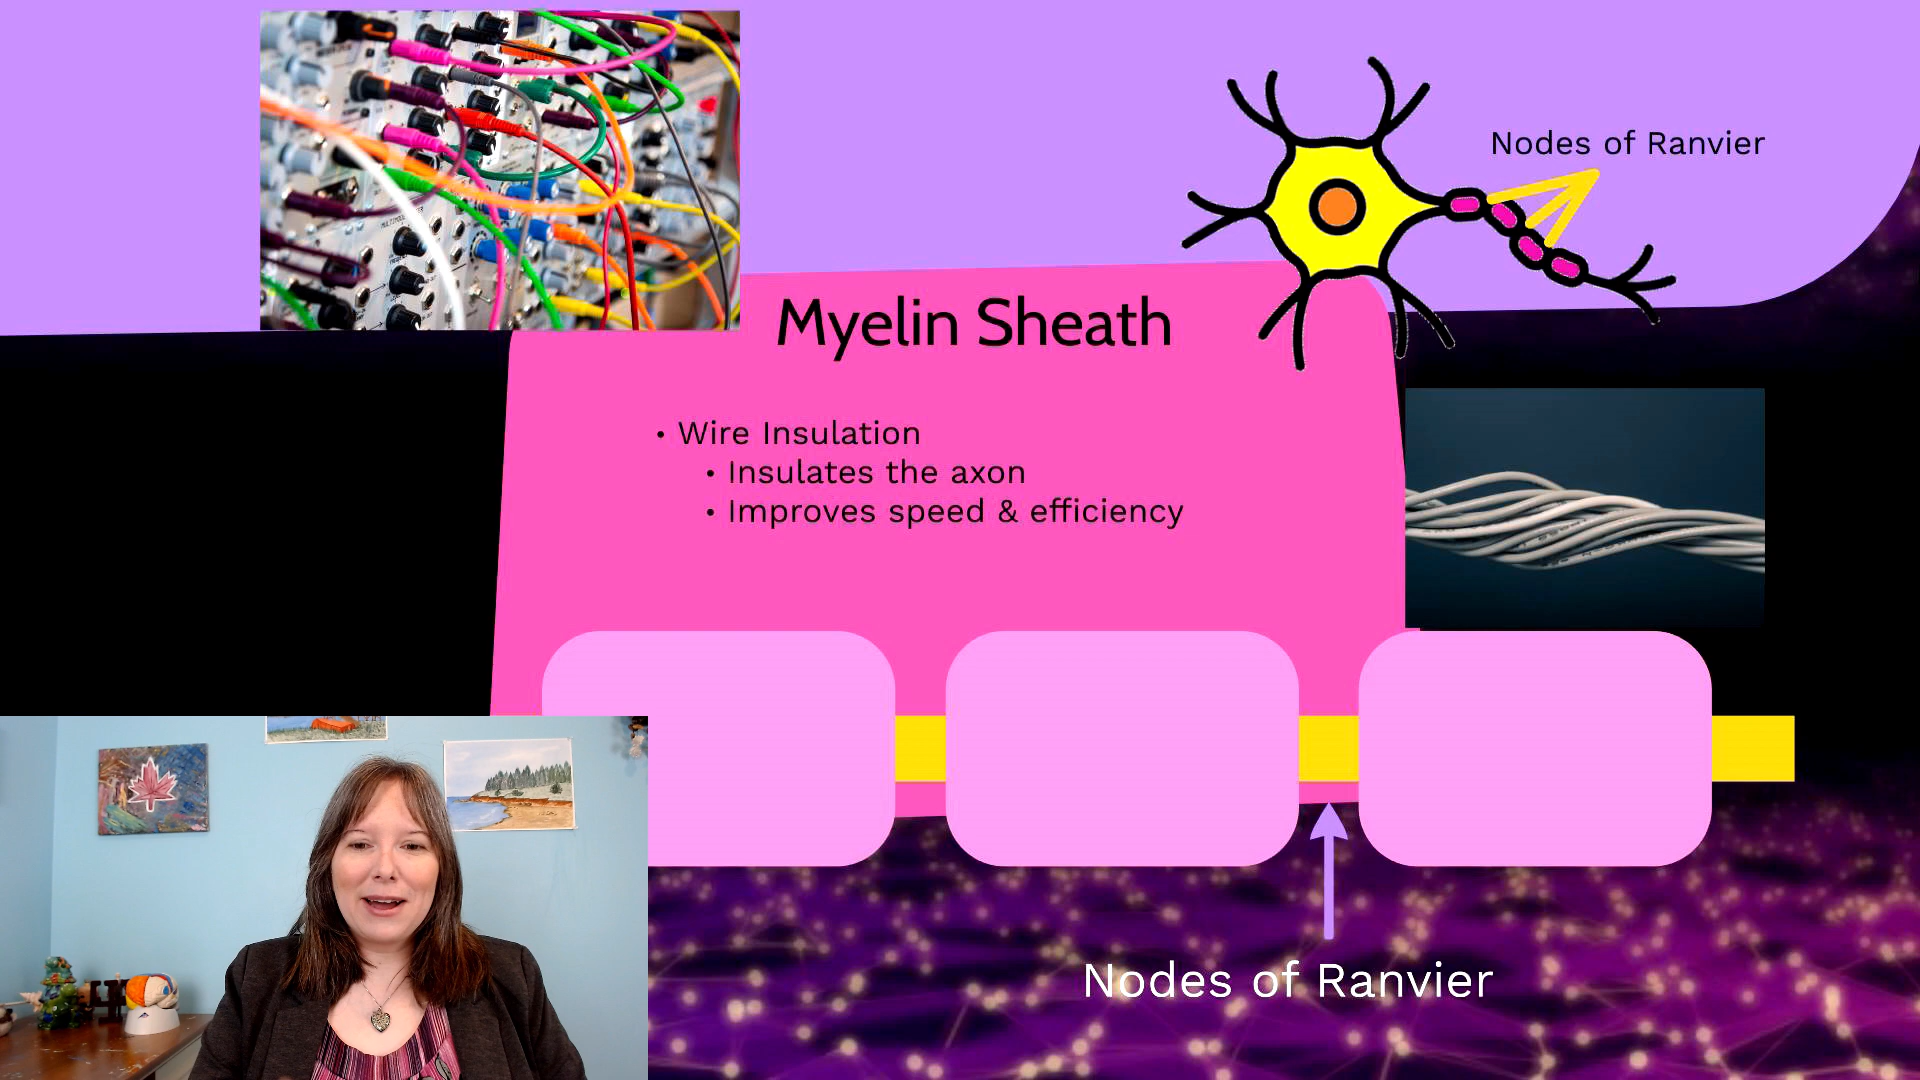 Nodes of Ranvier
Myelin Sheath
• Wire Insulation
• Insulates the axon
• Improves speed & efficiency
Nodes of Ranvier